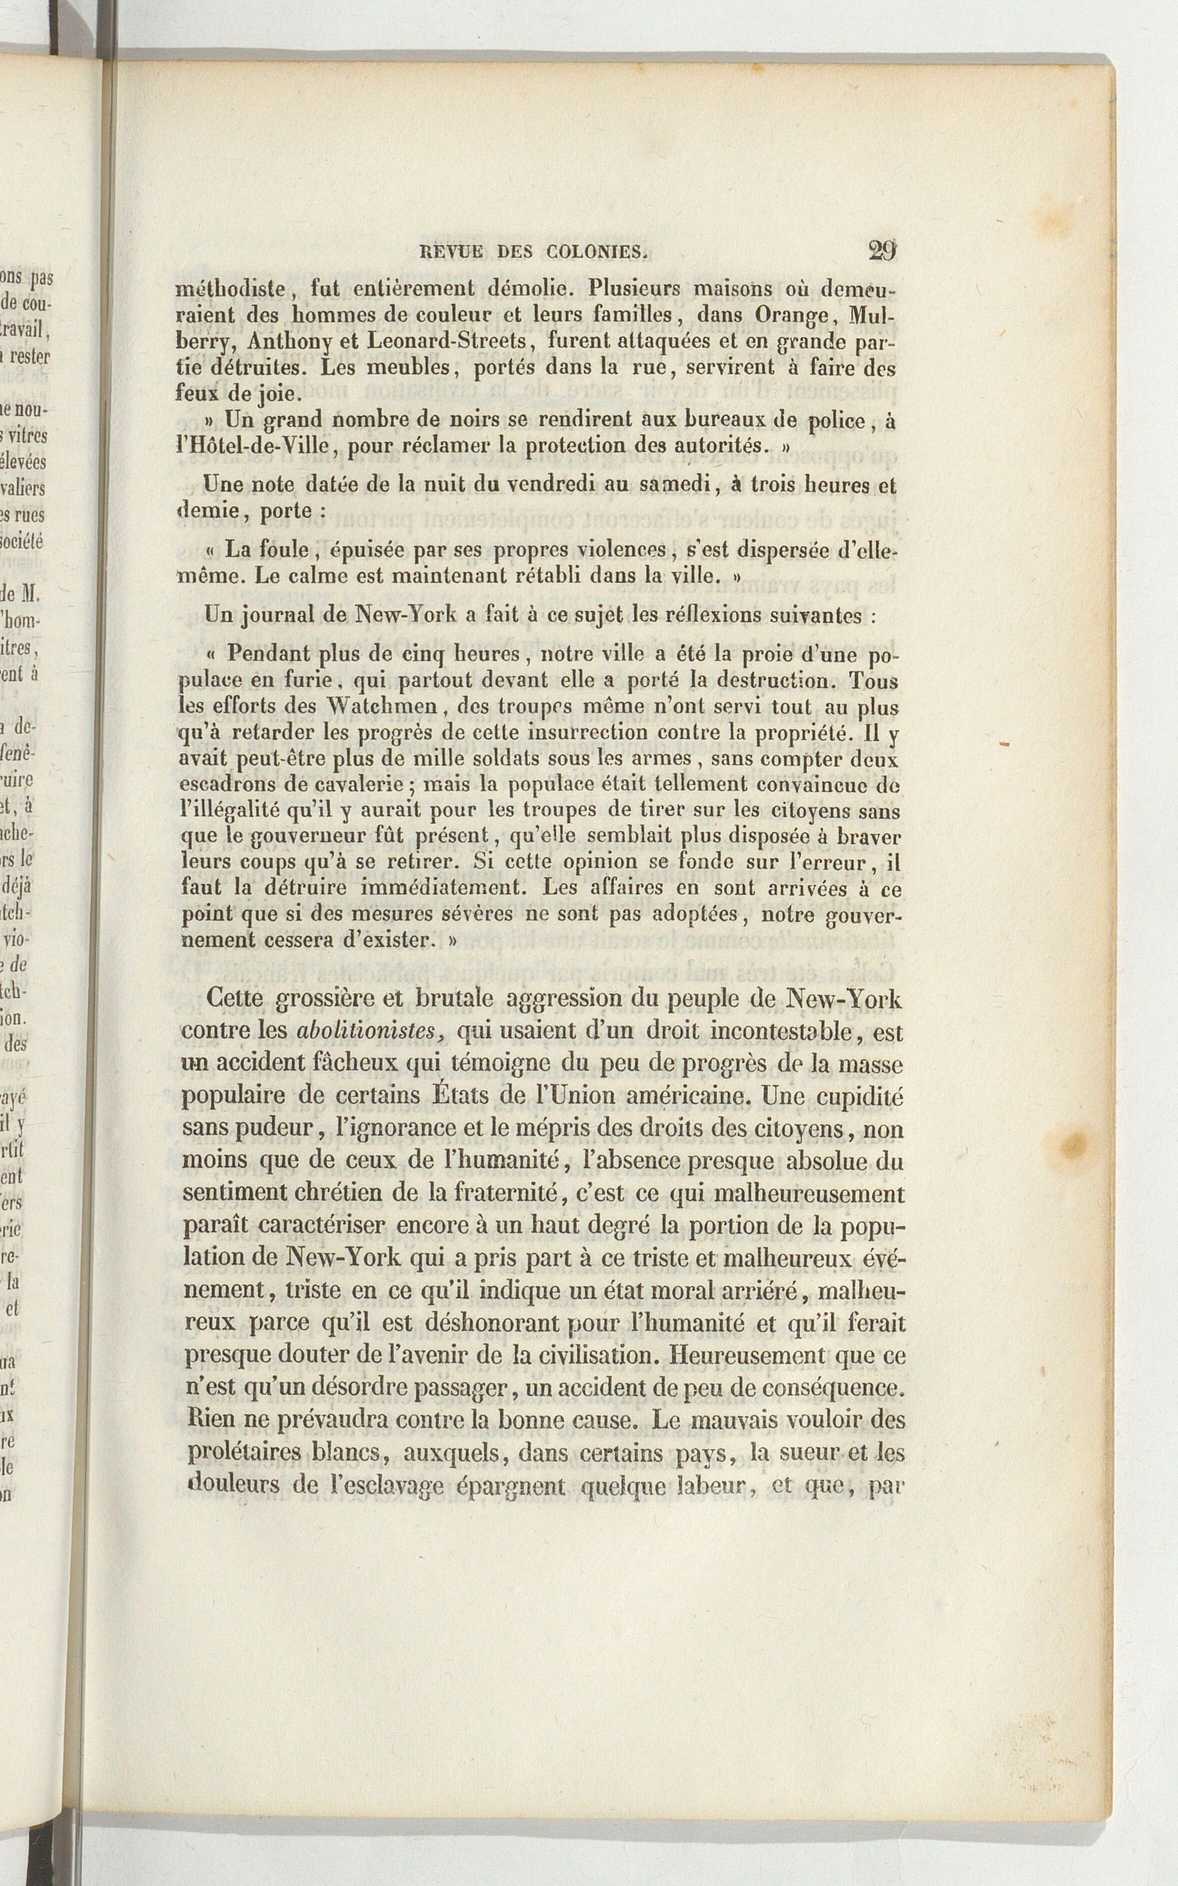 REVUE DES COLONIES. 29
méthodiste, fut entièrement démolie. Plusieurs maisons où demeu-
raient des hommes de couleur et leurs familles, dans Orange, Mul-
berry, Anthony et Leonard-Streets, furent attaquées et en grande par-
tie détruites. Les meubles, portés dans la rue, servirent à faire des
feux de joie.
» Un grand nombre de noirs se rendirent aux bureaux de police, à
l'Hôtel-de-Ville, pour réclamer la protection des autorités. »
Une note datée de la nuit du vendredi au samedi, à trois heures et
demie, porte :
« La foule, épuisée par ses propres violences, s'est dispersée d'elle-
même. Le calme est maintenant rétabli dans la ville. »
Un journal de New-York a fait à ce sujet les réflexions suivantes :
« Pendant plus de cinq heures, notre ville a été la proie d'une po-
pulace en furie, qui partout devant elle a porté la destruction. Tous
les efforts des Watchmen, des troupes même n'ont servi tout au plus
qu'à retarder les progrès de cette insurrection contre la propriété. Il y
avait peut-être plus de mille soldats sous les armes, sans compter deux
escadrons de cavalerie; mais la populace était tellement convaincue de
l'illégalité qu'il y aurait pour les troupes de tirer sur les citoyens sans
que le gouverneur fût présent, qu'elle semblait plus disposée à braver
leurs coups qu'à se retirer. Si cette opinion se fonde sur l'erreur, il
faut la détruire immédiatement. Les affaires en sont arrivées à ce
point que si des mesures sévères ne sont pas adoptées, notre gouver-
nement cessera d'exister. »
Cette grossière et brutale aggression du peuple de New-York
contre les abolitionistes, qui usaient d'un droit incontestable, est
un accident fâcheux qui témoigne du peu de progrès de la masse
populaire de certains États de l'Union américaine. Une cupidité
sans pudeur, l'ignorance et le mépris des droits des citoyens, non
moins que de ceux de l'humanité, l'absence presque absolue du
sentiment chrétien de la fraternité, c'est ce qui malheureusement
paraît caractériser encore à un haut degré la portion de la popu-
lation de New-York qui a pris part à ce triste et malheureux évé-
nement, triste en ce qu'il indique un état moral arriéré, malheu-
reux parce qu'il est déshonorant pour l'humanité et qu'il ferait
presque douter de l'avenir de la civilisation. Heureusement que ce
n'est qu'un désordre passager, un accident de peu de conséquence.
Rien ne prévaudra contre la bonne cause. Le mauvais vouloir des
prolétaires blancs, auxquels, dans certains pays, la sueur et les
douleurs de l'esclavage épargnent quelque labeur, et que, par